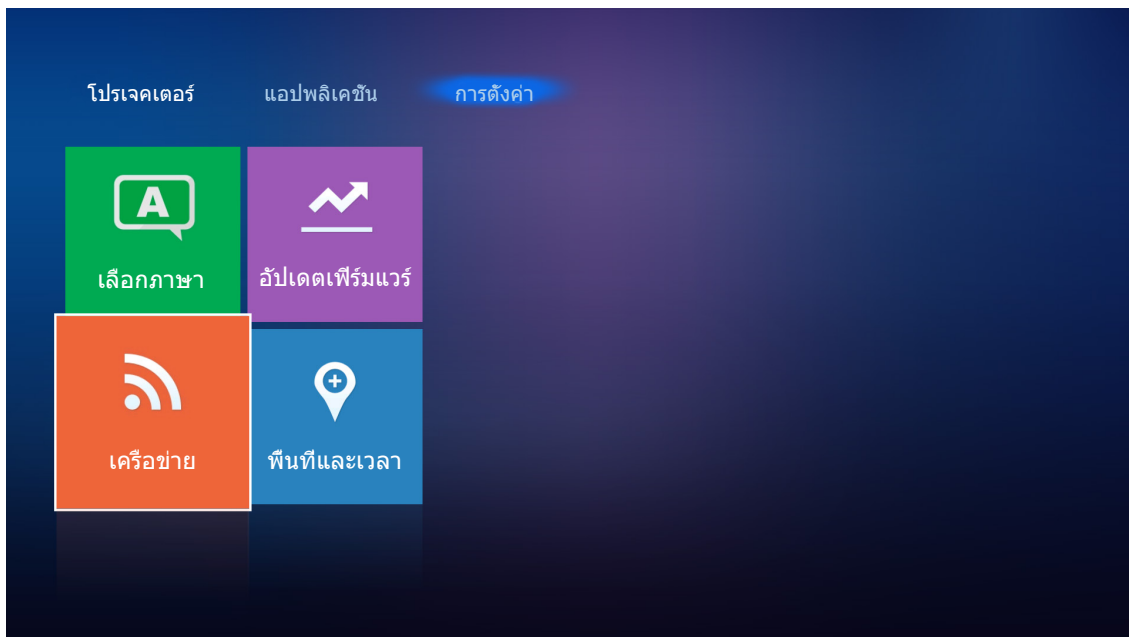 โปรเจคเตอร์ แอปพลิเคชัน การตั้งค่า
A
เลือกภาษา อัปเดตเฟิร์มแวร์
เครือข่าย พื้นที่และเวลา